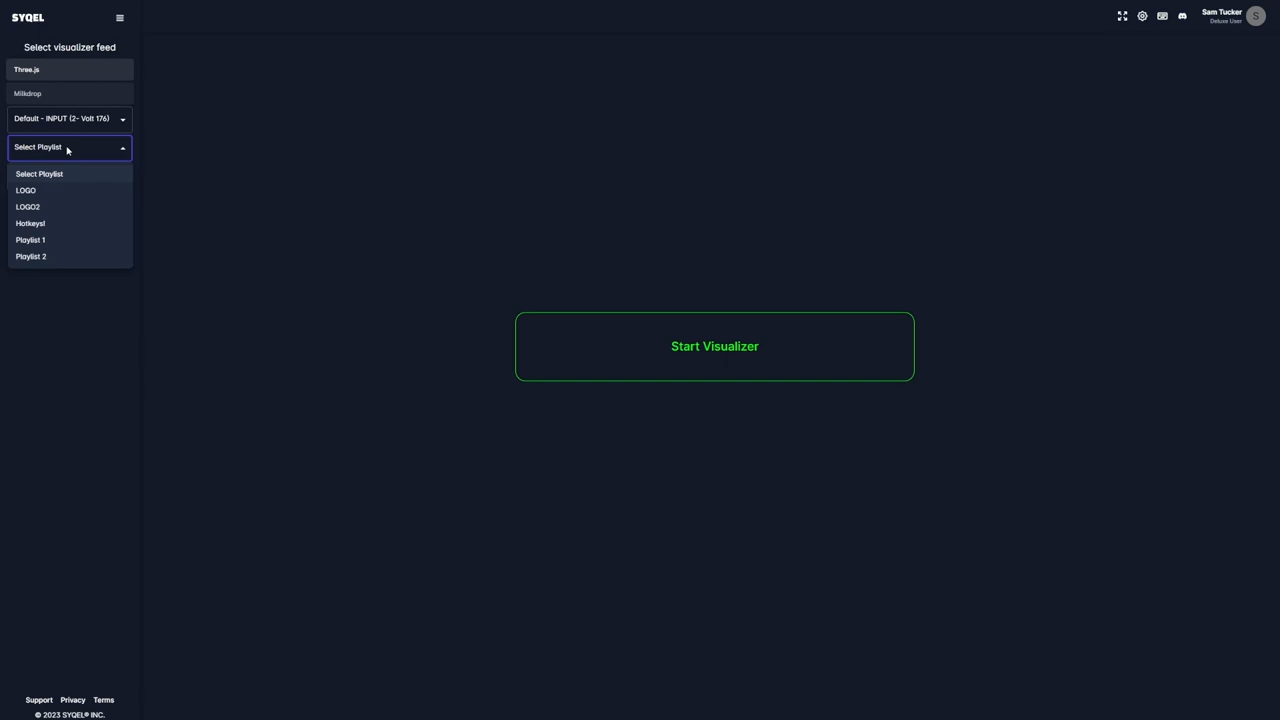 SYQEL
Sam Tucker
Deluxe User
S
Select visualizer feed
Three.js
Milkdrop
Default - INPUT (2- Volt 176)
Select Playlist
Select Playlist
LOGO
LOGO2
Hotkeys!
Playlist 1
Playlist 2
Start Visualizer
Support Privacy Terms
© 2023 SYQEL® INC.